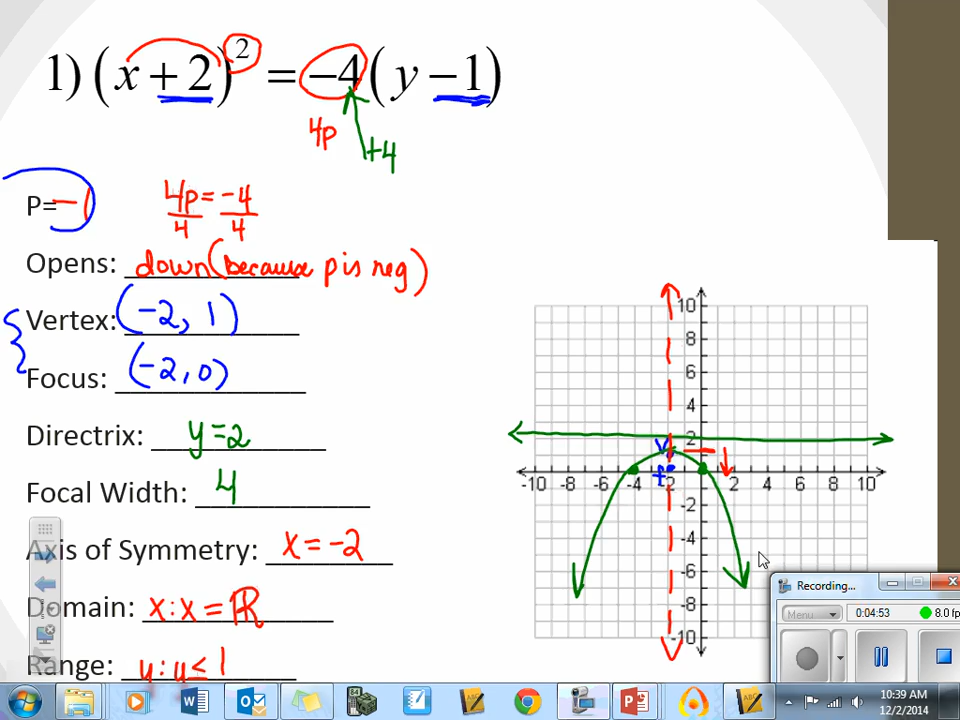 1) (x + 2)² = −4(y − 1)
4p
+4
P= −1
4p = −4
4 4
Opens: down (because p is neg)
Vertex: (−2, 1)
Focus: (−2, 0)
Directrix: y = 2
Focal Width: 4
Axis of Symmetry: x = −2
Domain: x : x = ℝ
Range: y : y ≤ 1
10
8
6
4
2
V
f
-10 -8 -6 -4 -2 2 4 6 8 10
-2
-4
-6
-8
-10
Recording...
Menu 0:04:53 8.0 fp
10:39 AM
12/2/2014